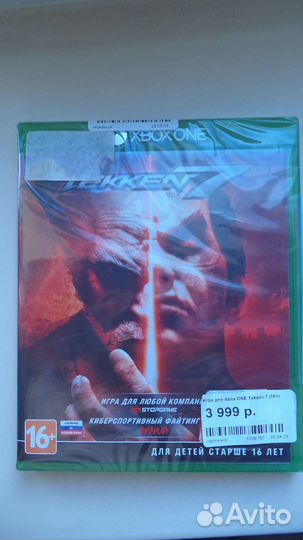 XBOX ONE
TEKKEN 7
ИГРА ДЛЯ ЛЮБОЙ КОМПАНИ
STOPGAME
КИБЕРСПОРТИВНЫЙ ФАЙТИНГ
игра для Xbox ONE Tekken 7 (16+)
3 999 р.
16+
ДЛЯ ДЕТЕЙ СТАРШЕ 16 ЛЕТ
Avito